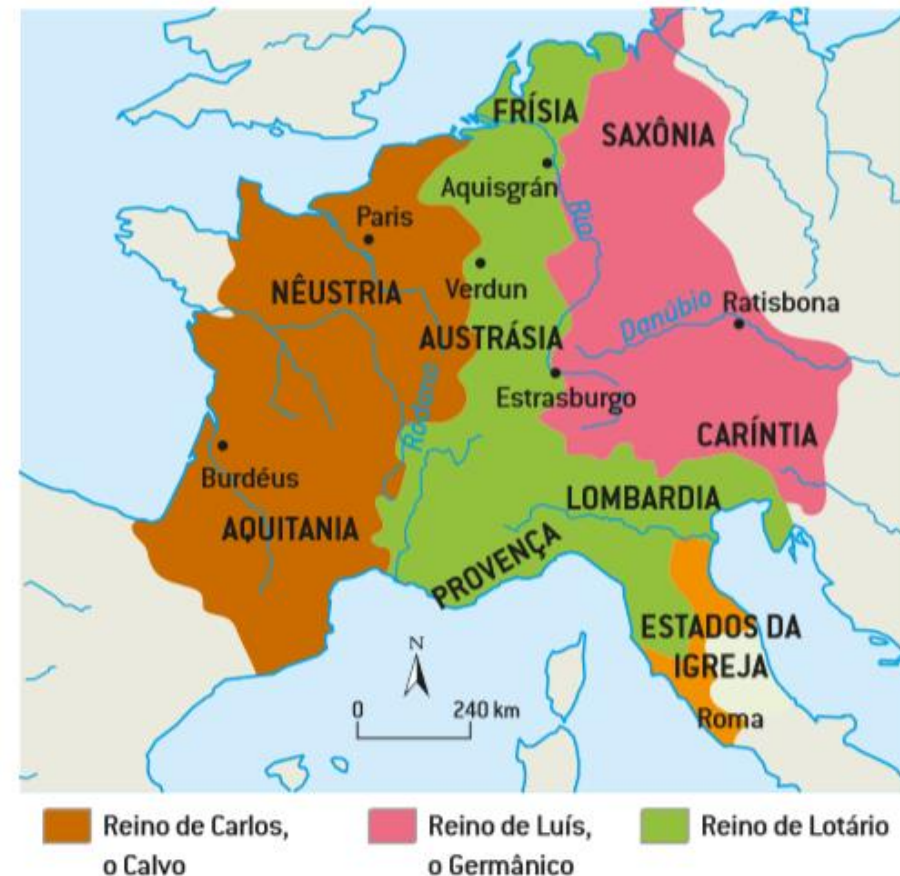 FRÍSIA
SAXÔNIA
Aquisgrán
Rio
Paris
NÊUSTRIA
Verdun
Danúbio
Ratisbona
AUSTRÁSIA
Estrasburgo
Ródano
CARÍNTIA
Burdéus
AQUITANIA
LOMBARDIA
PROVENÇA
ESTADOS DA
IGREJA
Roma
N
0 240 km
Reino de Carlos,
o Calvo
Reino de Luís,
o Germânico
Reino de Lotário